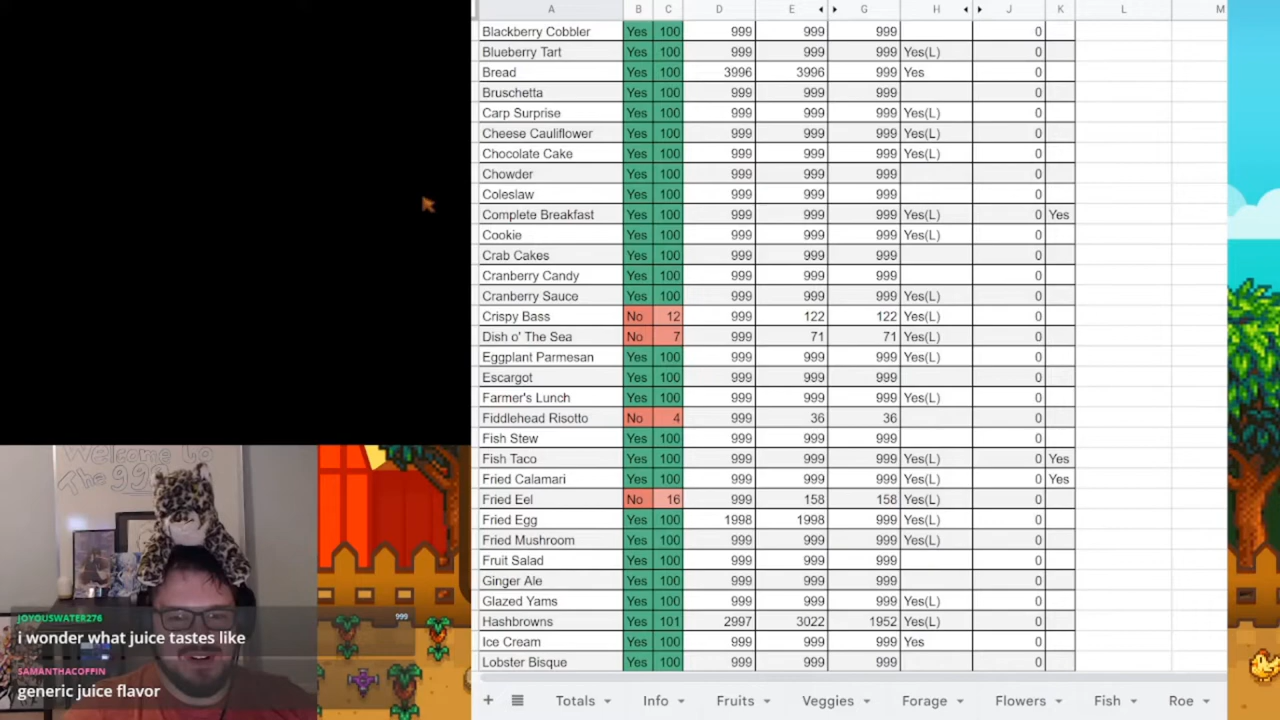 A B C D E G H J K L M
Blackberry Cobbler Yes 100 999 999 999 0
Blueberry Tart Yes 100 999 999 999 Yes(L) 0
Bread Yes 100 3996 3996 999 Yes 0
Bruschetta Yes 100 999 999 999 0
Carp Surprise Yes 100 999 999 999 Yes(L) 0
Cheese Cauliflower Yes 100 999 999 999 Yes(L) 0
Chocolate Cake Yes 100 999 999 999 Yes(L) 0
Chowder Yes 100 999 999 999 0
Coleslaw Yes 100 999 999 999 0
Complete Breakfast Yes 100 999 999 999 Yes(L) 0 Yes
Cookie Yes 100 999 999 999 Yes(L) 0
Crab Cakes Yes 100 999 999 999 0
Cranberry Candy Yes 100 999 999 999 0
Cranberry Sauce Yes 100 999 999 999 Yes(L) 0
Crispy Bass No 12 999 122 122 Yes(L) 0
Dish o' The Sea No 7 999 71 71 Yes(L) 0
Eggplant Parmesan Yes 100 999 999 999 Yes(L) 0
Escargot Yes 100 999 999 999 0
Farmer's Lunch Yes 100 999 999 999 Yes(L) 0
Fiddlehead Risotto No 4 999 36 36 0
Fish Stew Yes 100 999 999 999 0
Fish Taco Yes 100 999 999 999 Yes(L) 0 Yes
Fried Calamari Yes 100 999 999 999 Yes(L) 0 Yes
Fried Eel No 16 999 158 158 Yes(L) 0
Fried Egg Yes 100 1998 1998 999 Yes(L) 0
Fried Mushroom Yes 100 999 999 999 Yes(L) 0
Fruit Salad Yes 100 999 999 999 0
Ginger Ale Yes 100 999 999 999 0
Glazed Yams Yes 100 999 999 999 Yes(L) 0
Hashbrowns Yes 101 2997 3022 1952 Yes(L) 0
Ice Cream Yes 100 999 999 999 Yes 0
Lobster Bisque Yes 100 999 999 999 0
Totals Info Fruits Veggies Forage Flowers Fish Roe
Welcome to
The 999
JOYOUSWATER276 999
i wonder what juice tastes like
SAMANTHACOFFIN
generic juice flavor